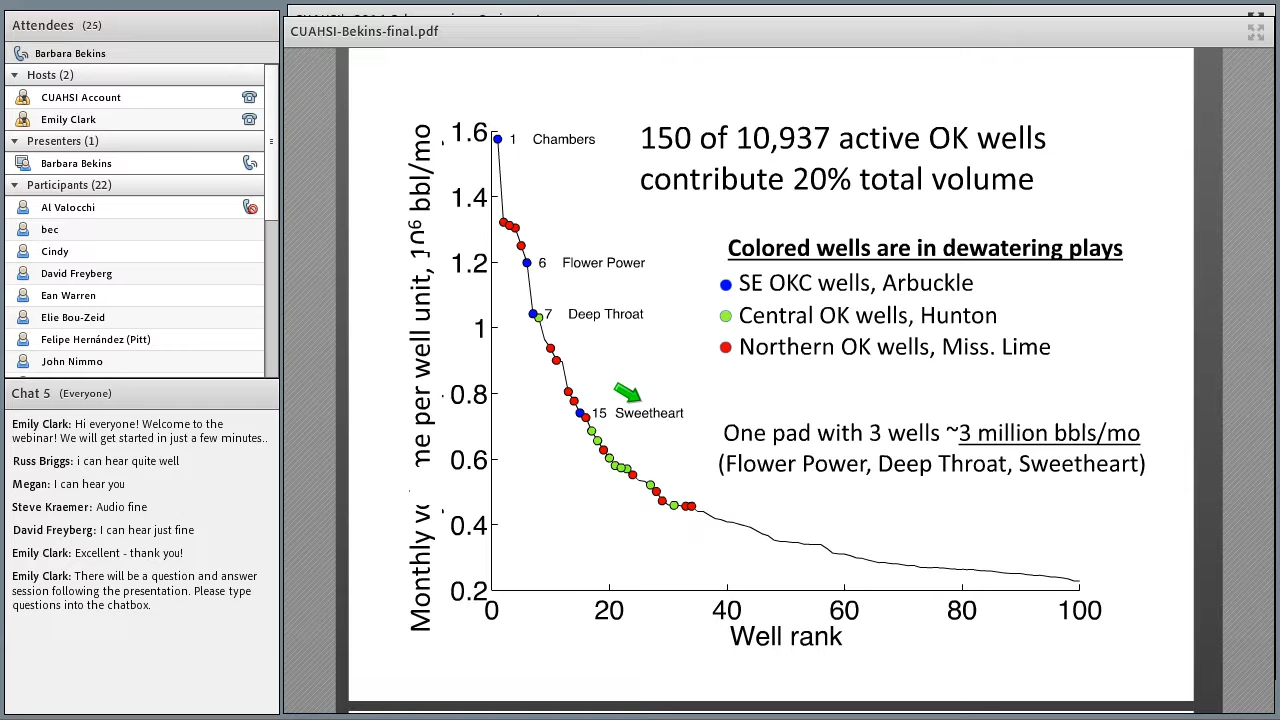 Attendees (25)
Barbara Bekins
Hosts (2)
CUAHSI Account
Emily Clark
Presenters (1)
Barbara Bekins
Participants (22)
Al Valocchi
bec
Cindy
David Freyberg
Ean Warren
Elie Bou-Zeid
Felipe Hernández (Pitt)
John Nimmo
Chat 5 (Everyone)
Emily Clark: Hi everyone! Welcome to the
webinar! We will get started in just a few minutes..
Russ Briggs: i can hear quite well
Megan: I can hear you
Steve Kraemer: Audio fine
David Freyberg: I can hear just fine
Emily Clark: Excellent - thank you!
Emily Clark: There will be a question and answer
session following the presentation. Please type
questions into the chatbox.
CUAHSI-Bekins-final.pdf
150 of 10,937 active OK wells
contribute 20% total volume
Colored wells are in dewatering plays
SE OKC wells, Arbuckle
Central OK wells, Hunton
Northern OK wells, Miss. Lime
One pad with 3 wells ~3 million bbls/mo
(Flower Power, Deep Throat, Sweetheart)
Monthly me per well unit, 10⁶ bbl/mo
1.6
1.4
1.2
1
0.8
0.6
0.4
0.2
1 Chambers
6 Flower Power
7 Deep Throat
15 Sweetheart
0 20 40 60 80 100
Well rank